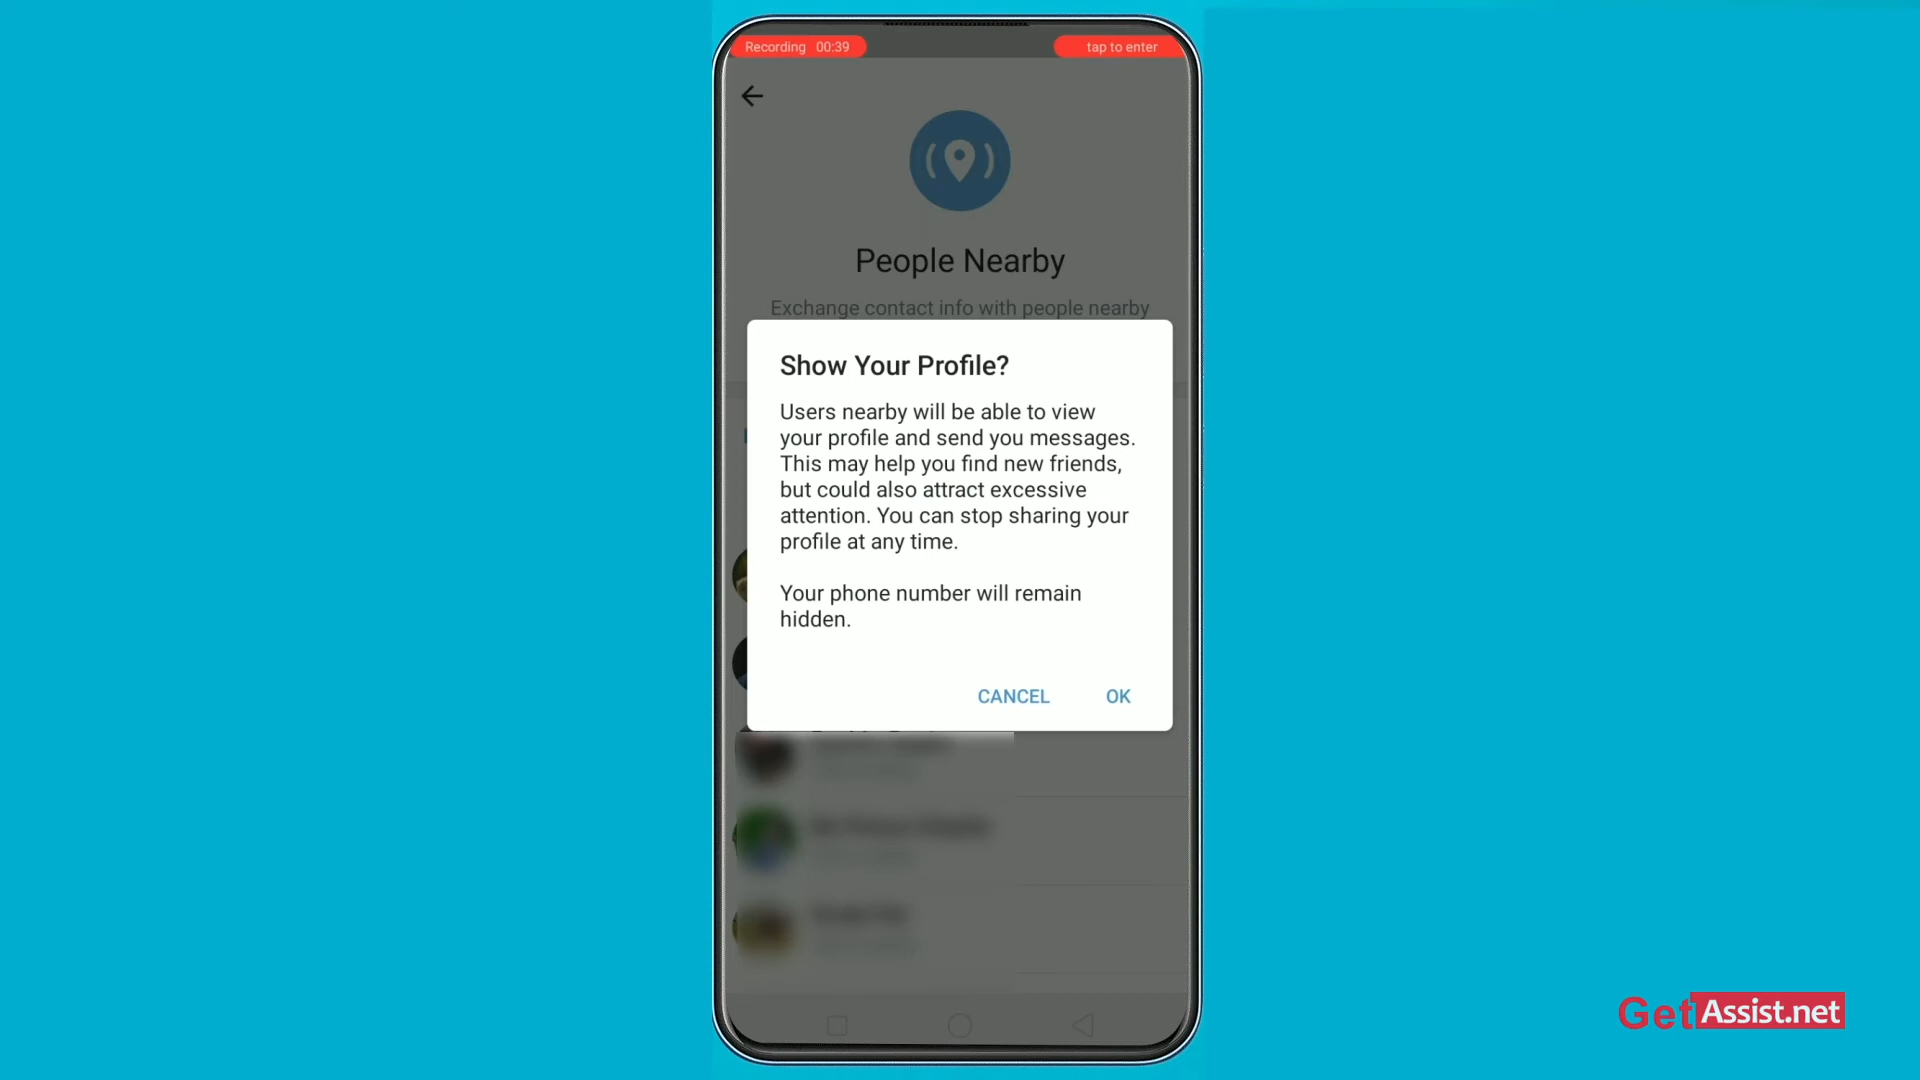 Recording 00:39
tap to enter
People Nearby
Exchange contact info with people nearby
Show Your Profile?
Users nearby will be able to view
your profile and send you messages.
This may help you find new friends,
but could also attract excessive
attention. You can stop sharing your
profile at any time.
Your phone number will remain
hidden.
CANCEL OK
GetAssist.net